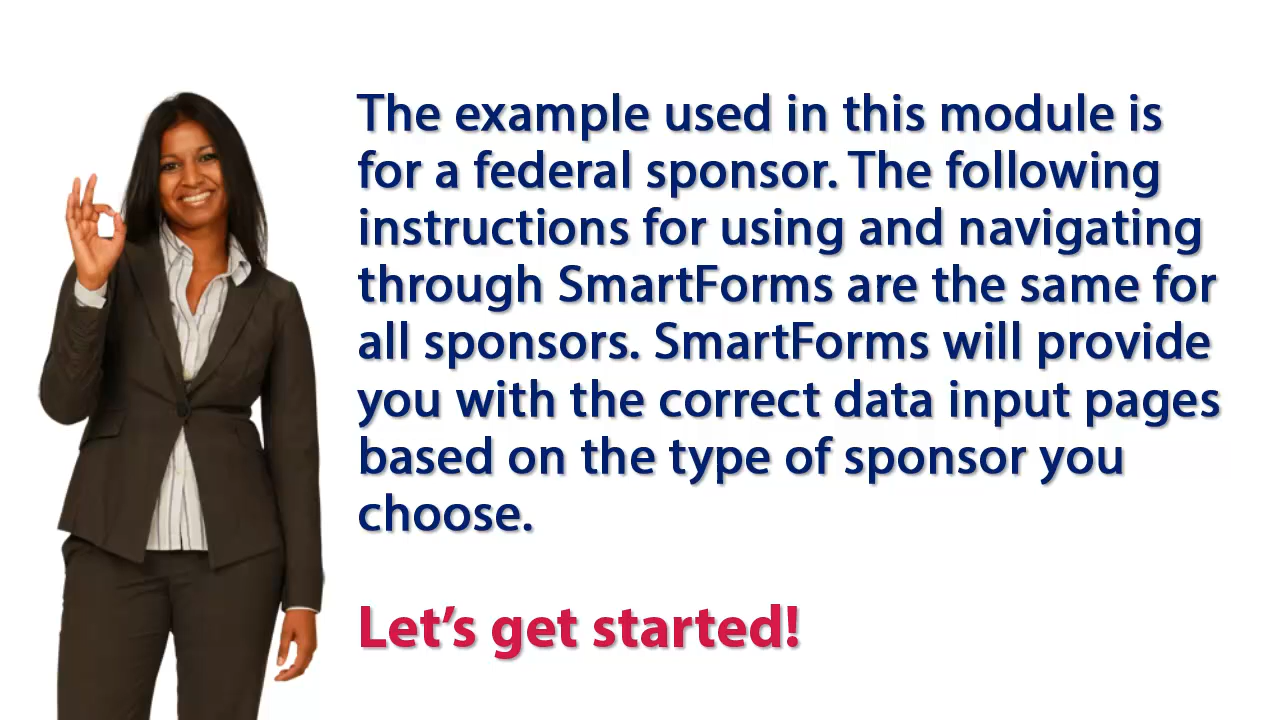 The example used in this module is
for a federal sponsor. The following
instructions for using and navigating
through SmartForms are the same for
all sponsors. SmartForms will provide
you with the correct data input pages
based on the type of sponsor you
choose.
Let’s get started!